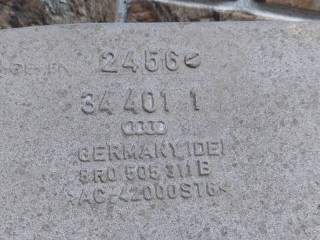 2456
34 401 1
GERMANY (DE)
8R0 505 311 B
>AC-42000ST6<